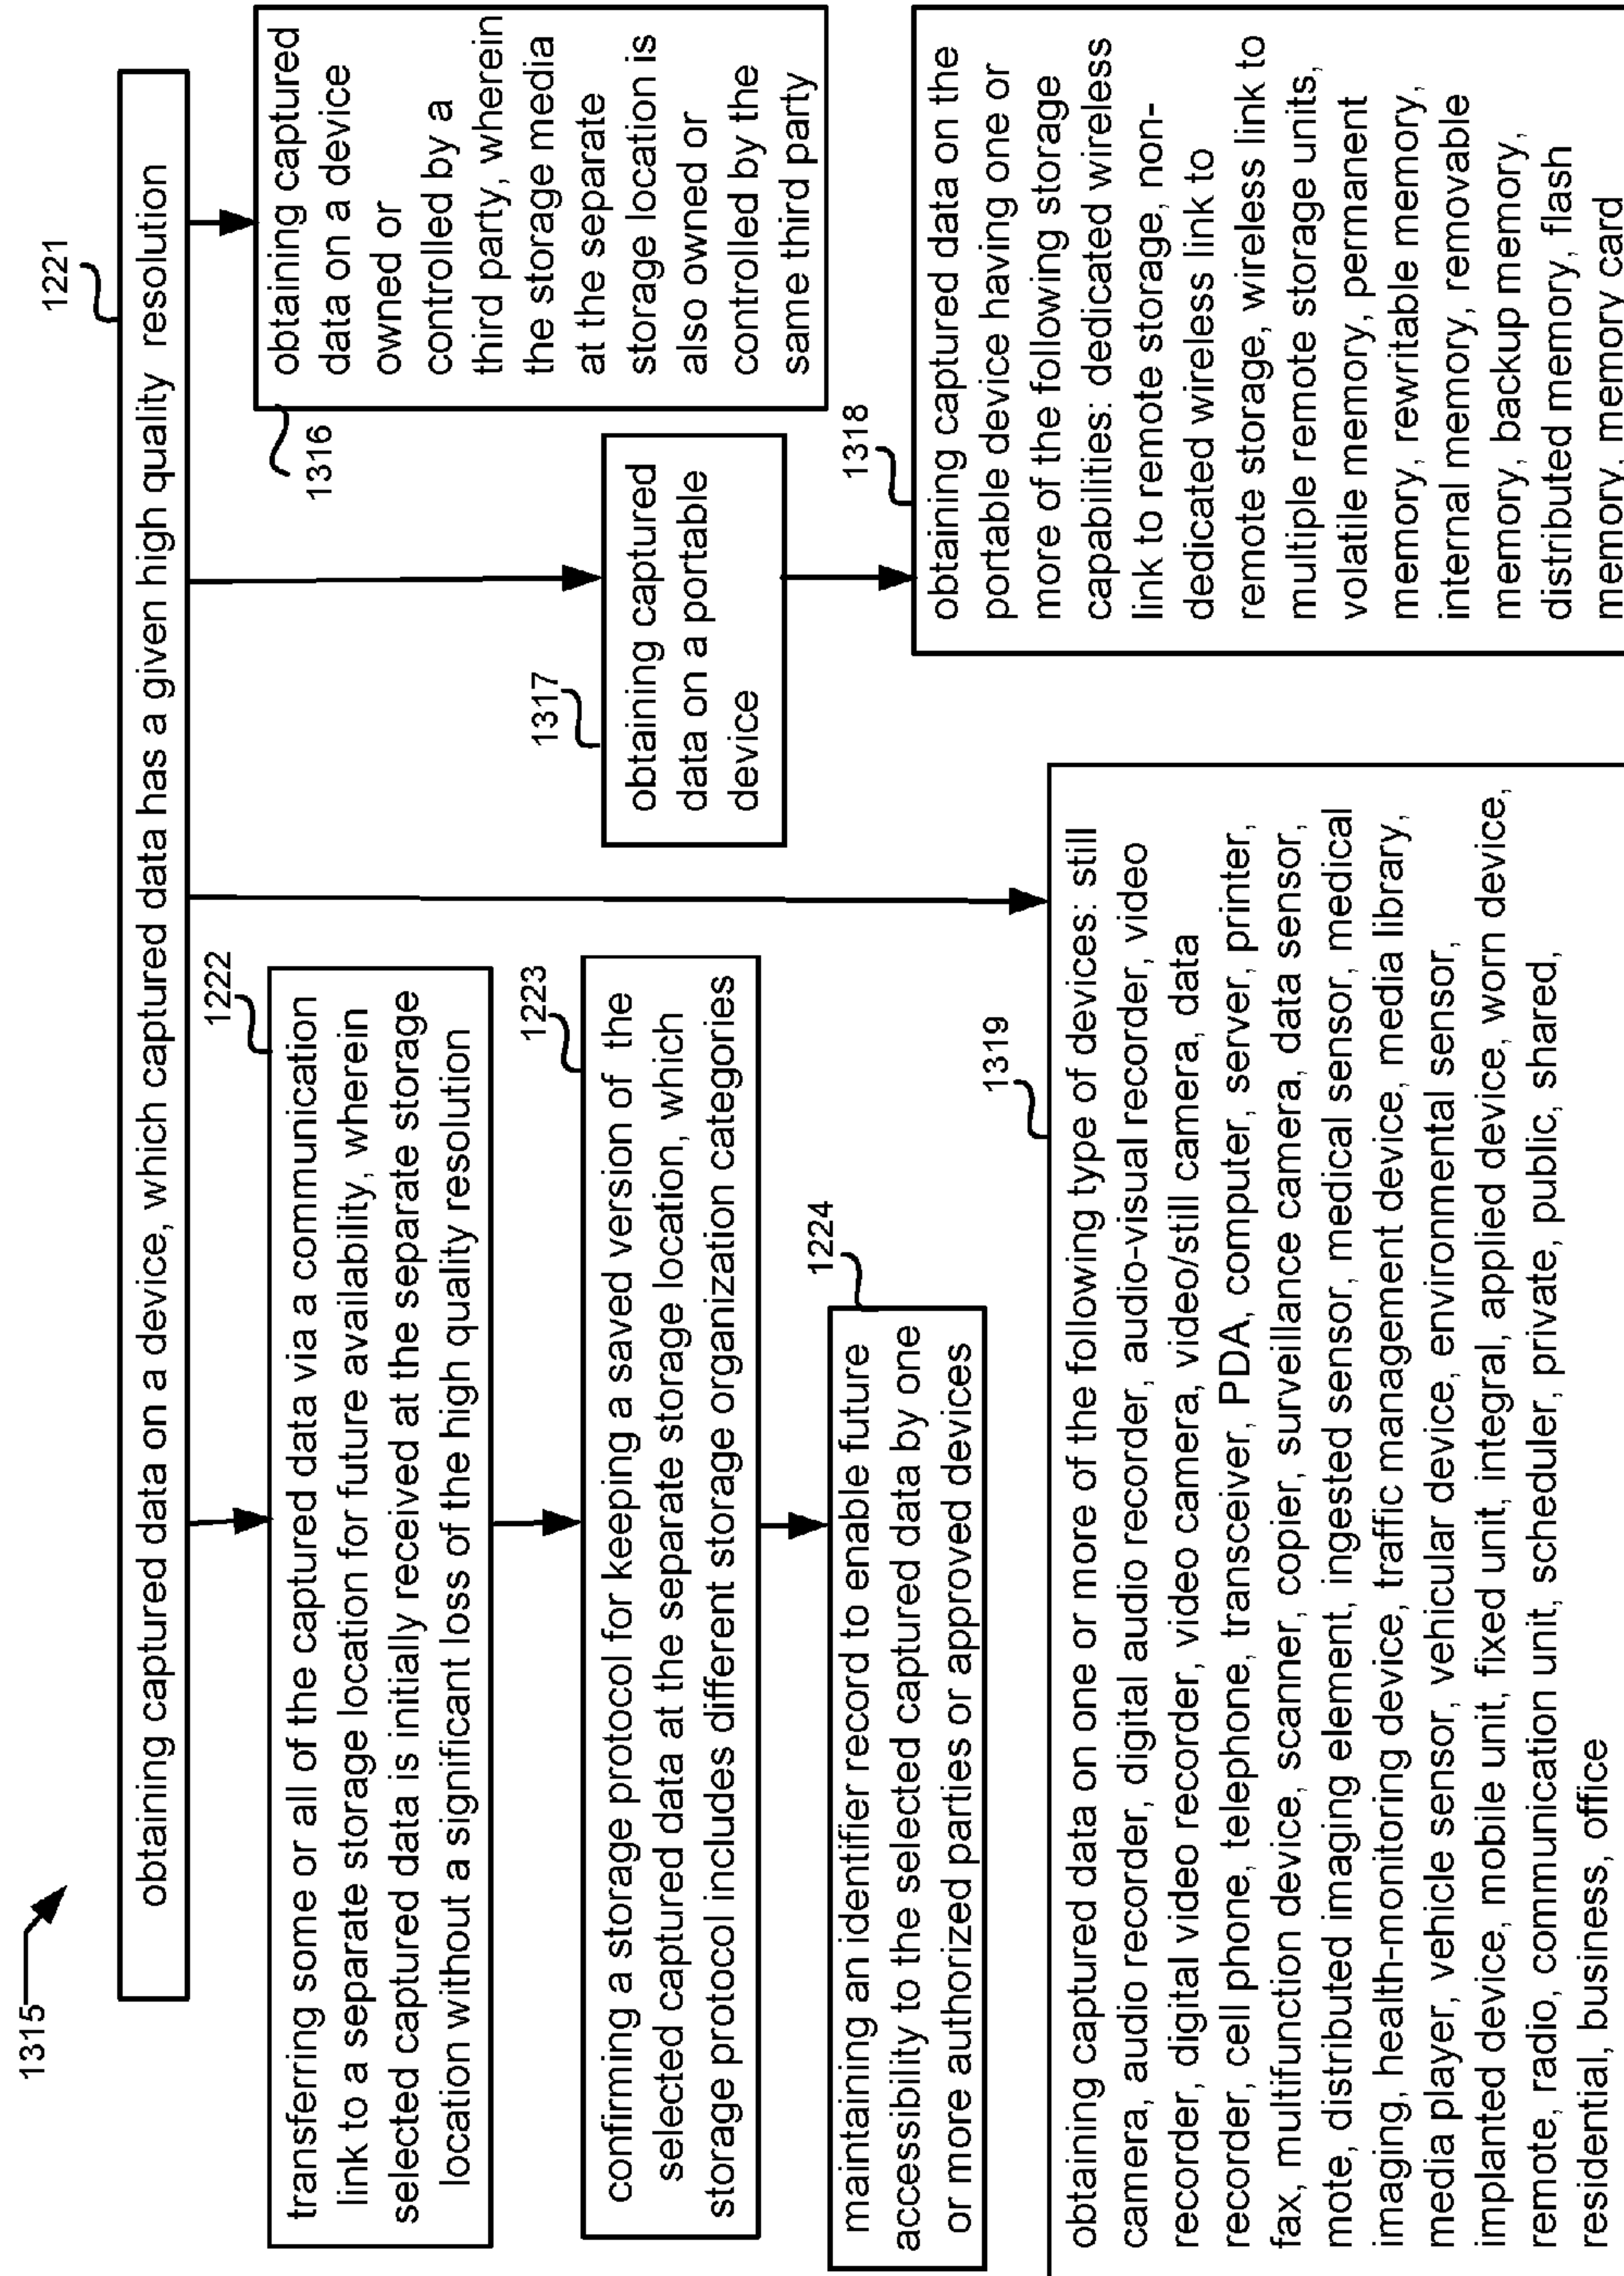 1315
1221
obtaining captured data on a device, which captured data has a given high quality resolution
1222
transferring some or all of the captured data via a communication
link to a separate storage location for future availability, wherein
selected captured data is initially received at the separate storage
location without a significant loss of the high quality resolution
1223
confirming a storage protocol for keeping a saved version of the
selected captured data at the separate storage location, which
storage protocol includes different storage organization categories
1224
maintaining an identifier record to enable future
accessibility to the selected captured data by one
or more authorized parties or approved devices
1316
obtaining captured
data on a device
owned or
controlled by a
third party, wherein
the storage media
at the separate
storage location is
also owned or
controlled by the
same third party
1317
obtaining captured
data on a portable
device
1318
obtaining captured data on the
portable device having one or
more of the following storage
capabilities: dedicated wireless
link to remote storage, non-
dedicated wireless link to
remote storage, wireless link to
multiple remote storage units,
volatile memory, permanent
memory, rewritable memory,
internal memory, removable
memory, backup memory,
distributed memory, flash
memory, memory card
1319
obtaining captured data on one or more of the following type of devices: still
camera, audio recorder, digital audio recorder, audio-visual recorder, video
recorder, digital video recorder, video camera, video/still camera, data
recorder, cell phone, telephone, transceiver, PDA, computer, server, printer,
fax, multifunction device, scanner, copier, surveillance camera, data sensor,
mote, distributed imaging element, ingested sensor, medical sensor, medical
imaging, health-monitoring device, traffic management device, media library,
media player, vehicle sensor, vehicular device, environmental sensor,
implanted device, mobile unit, fixed unit, integral, applied device, worn device,
remote, radio, communication unit, scheduler, private, public, shared,
residential, business, office